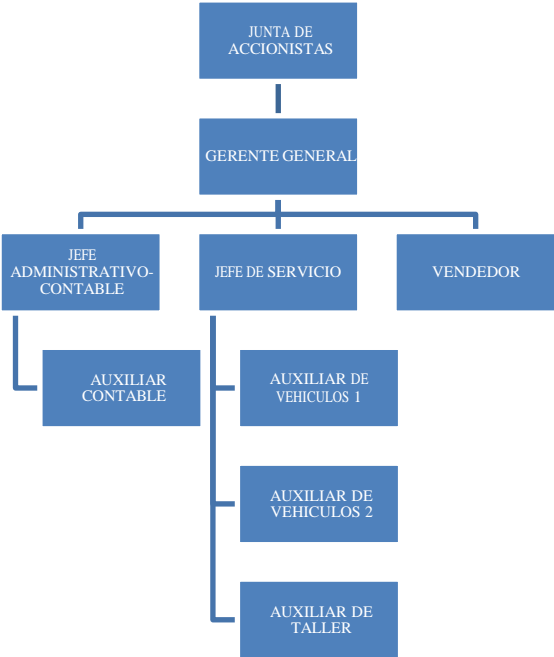 JUNTA DE
ACCIONISTAS
GERENTE GENERAL
JEFE
ADMINISTRATIVO-
CONTABLE
JEFE DE SERVICIO
VENDEDOR
AUXILIAR
CONTABLE
AUXILIAR DE
VEHICULOS 1
AUXILIAR DE
VEHICULOS 2
AUXILIAR DE
TALLER